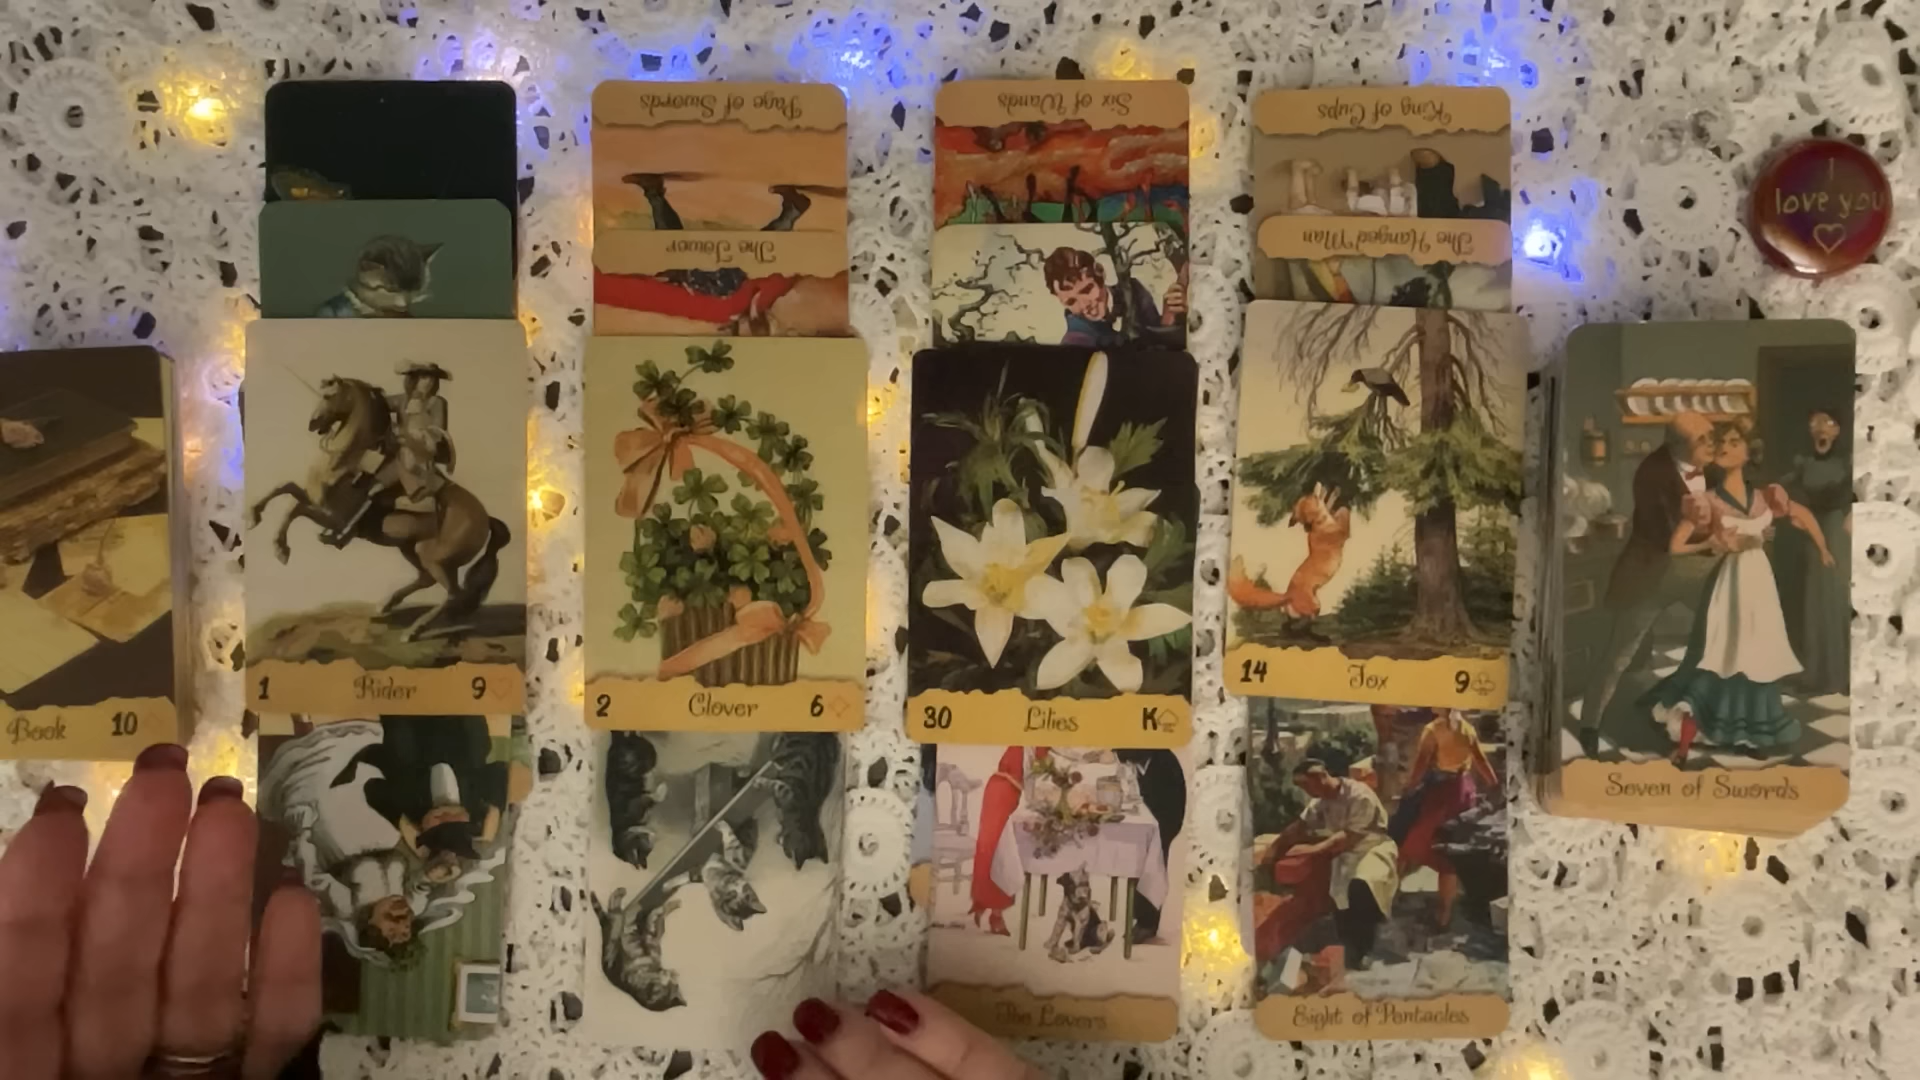 Page of Swords
Six of Wands
King of Cups
The Tower
The Hanged Man
I
love you
Book 10
1 Rider 9
2 Clover 6
30 Lilies K
14 Fox 9
Seven of Swords
The Lovers
Eight of Pentacles